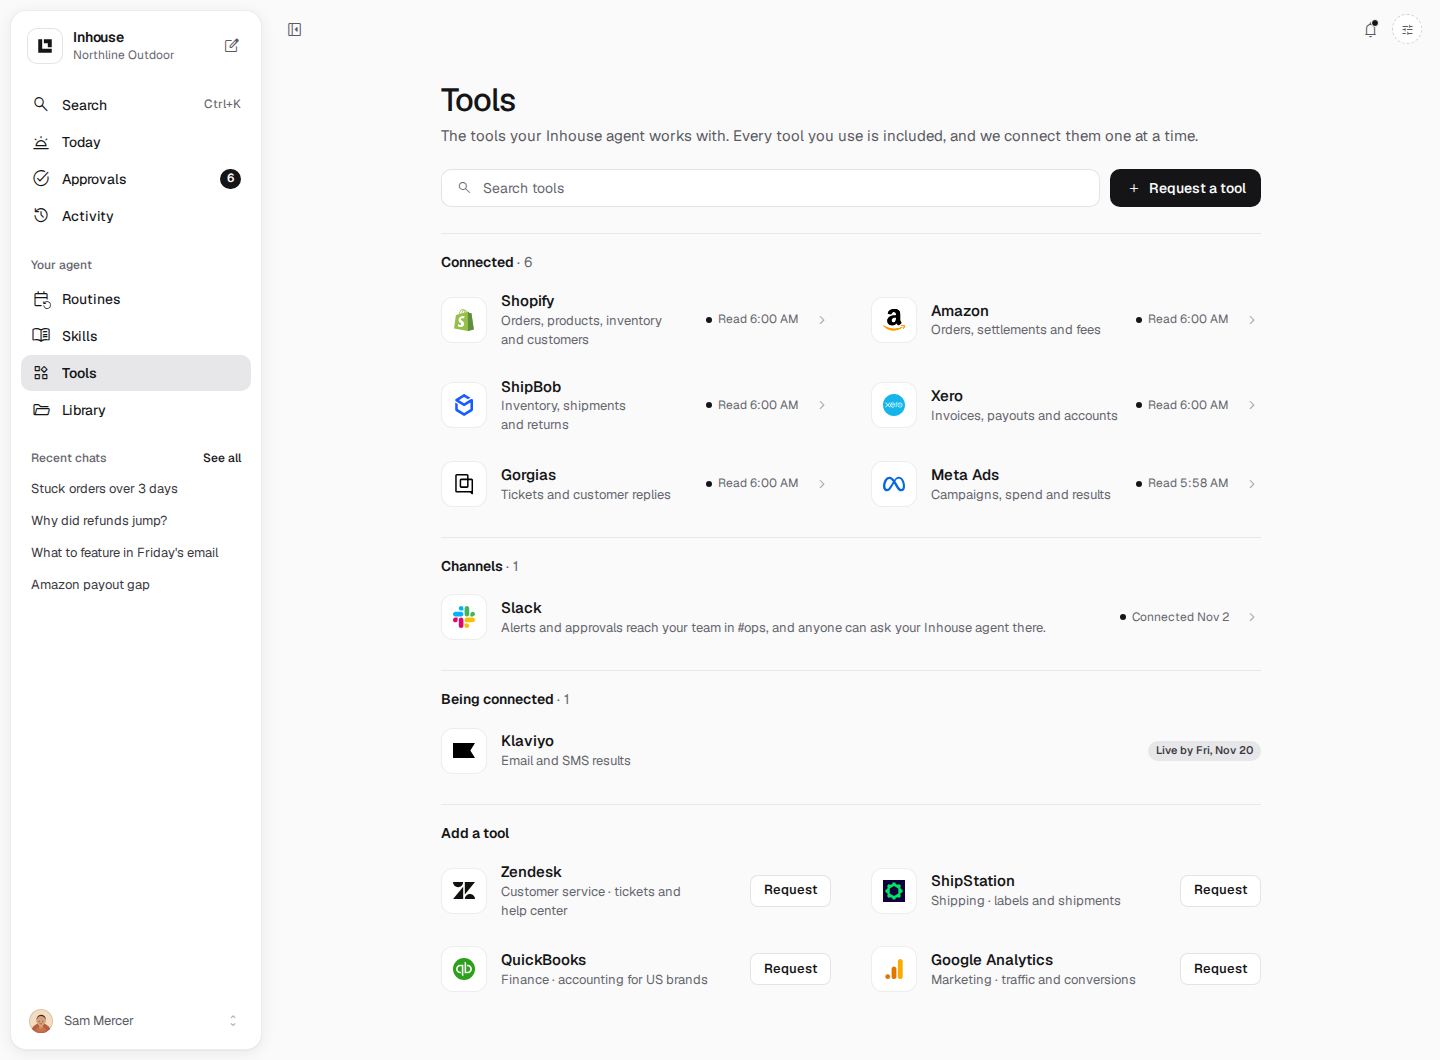 Inhouse
Northline Outdoor
Search
Ctrl+K
Today
Approvals
6
Activity
Your agent
Routines
Skills
Tools
Library
Recent chats
See all
Stuck orders over 3 days
Why did refunds jump?
What to feature in Friday's email
Amazon payout gap
Sam Mercer
Tools
The tools your Inhouse agent works with. Every tool you use is included, and we connect them one at a time.
Search tools
+ Request a tool
Connected · 6
Shopify
Orders, products, inventory
and customers
Read 6:00 AM
Amazon
Orders, settlements and fees
Read 6:00 AM
ShipBob
Inventory, shipments
and returns
Read 6:00 AM
xero
Xero
Invoices, payouts and accounts
Read 6:00 AM
Gorgias
Tickets and customer replies
Read 6:00 AM
Meta Ads
Campaigns, spend and results
Read 5:58 AM
Channels · 1
Slack
Alerts and approvals reach your team in #ops, and anyone can ask your Inhouse agent there.
Connected Nov 2
Being connected · 1
Klaviyo
Email and SMS results
Live by Fri, Nov 20
Add a tool
Zendesk
Customer service · tickets and
help center
Request
ShipStation
Shipping · labels and shipments
Request
qb
QuickBooks
Finance · accounting for US brands
Request
Google Analytics
Marketing · traffic and conversions
Request